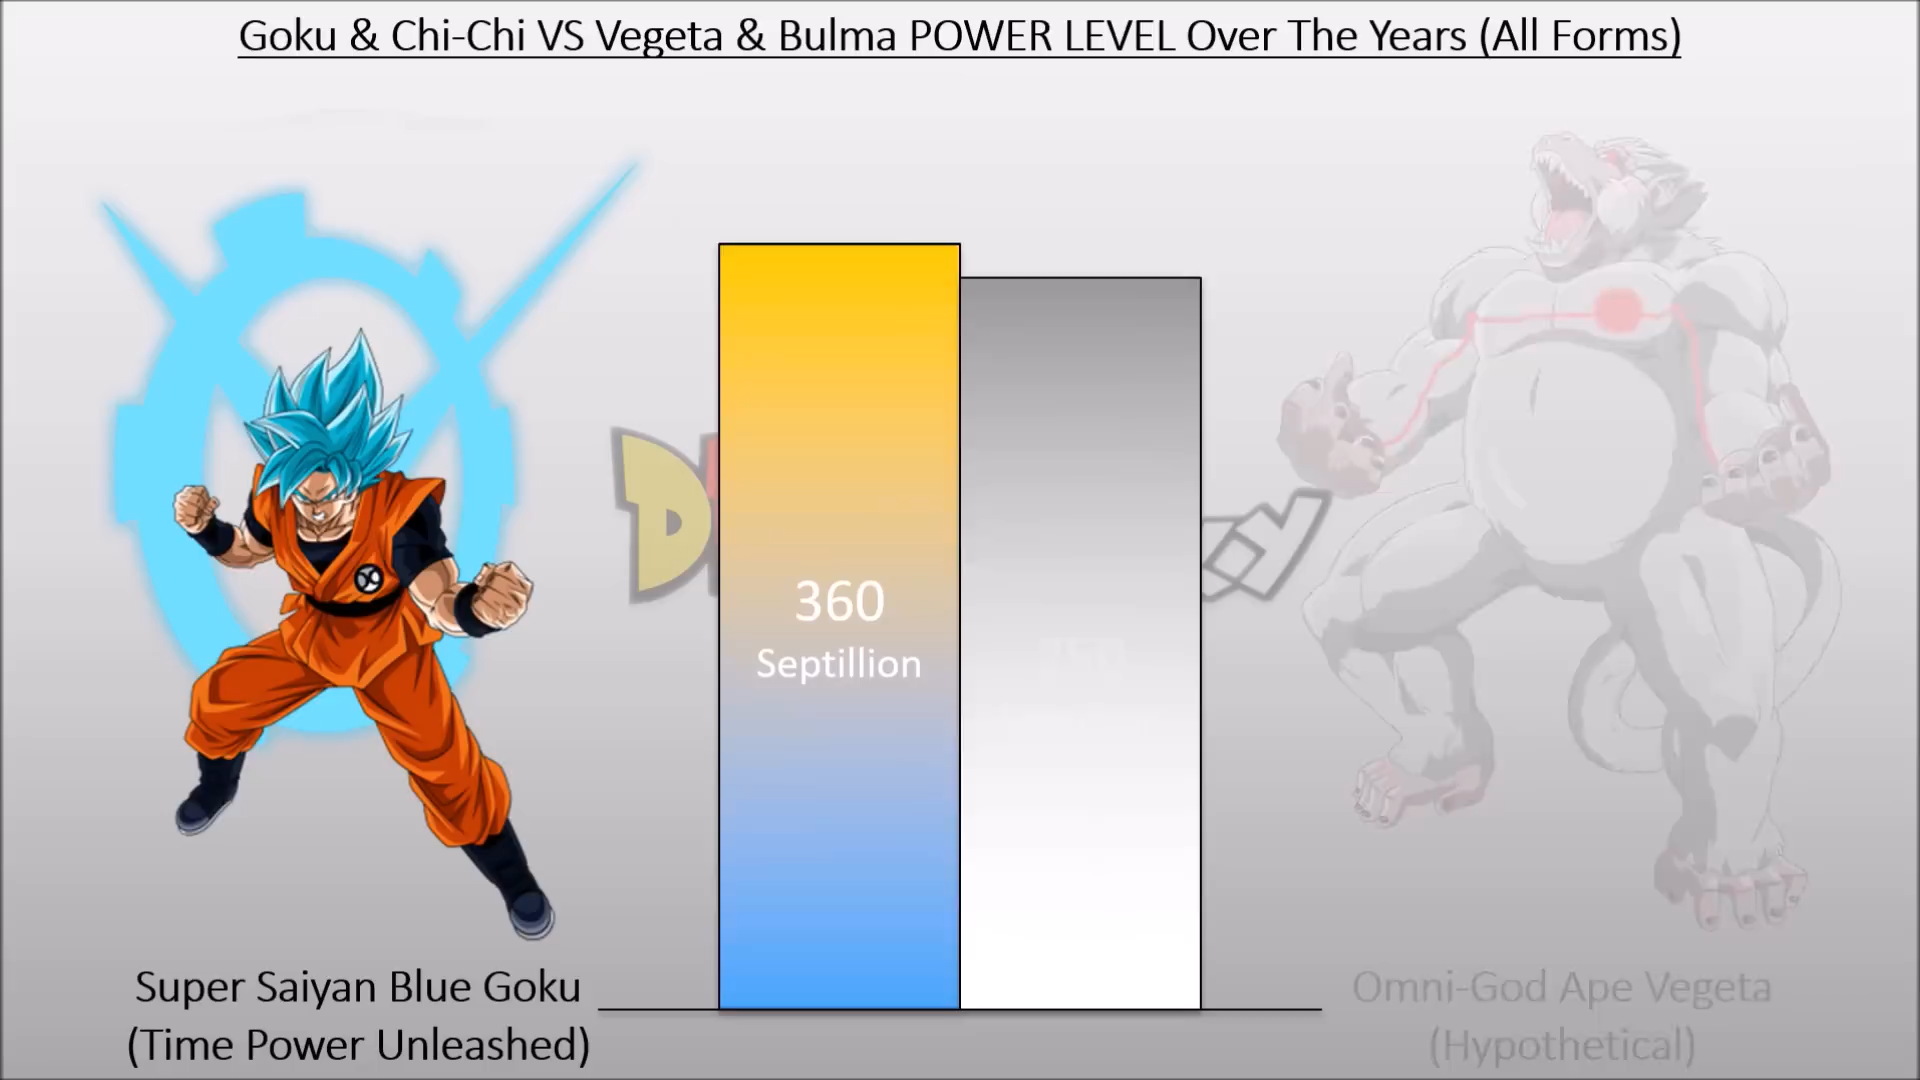 Goku & Chi-Chi VS Vegeta & Bulma POWER LEVEL Over The Years (All Forms)
360
Septillion
Super Saiyan Blue Goku
(Time Power Unleashed)
Omni-God Ape Vegeta
(Hypothetical)